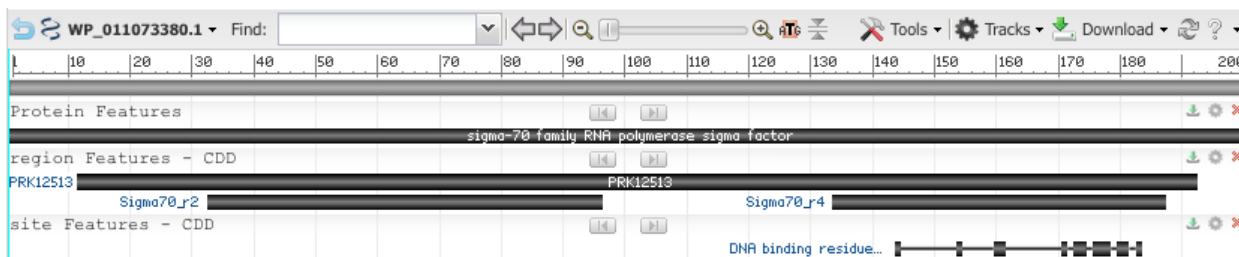 WP_011073380.1 Find: ATG Tools Tracks Download ?
1 10 20 30 40 50 60 70 80 90 100 110 120 130 140 150 160 170 180 200
Protein Features
sigma-70 family RNA polymerase sigma factor
region Features - CDD
PRK12513 PRK12513
Sigma70_r2 Sigma70_r4
site Features - CDD
DNA binding residue...